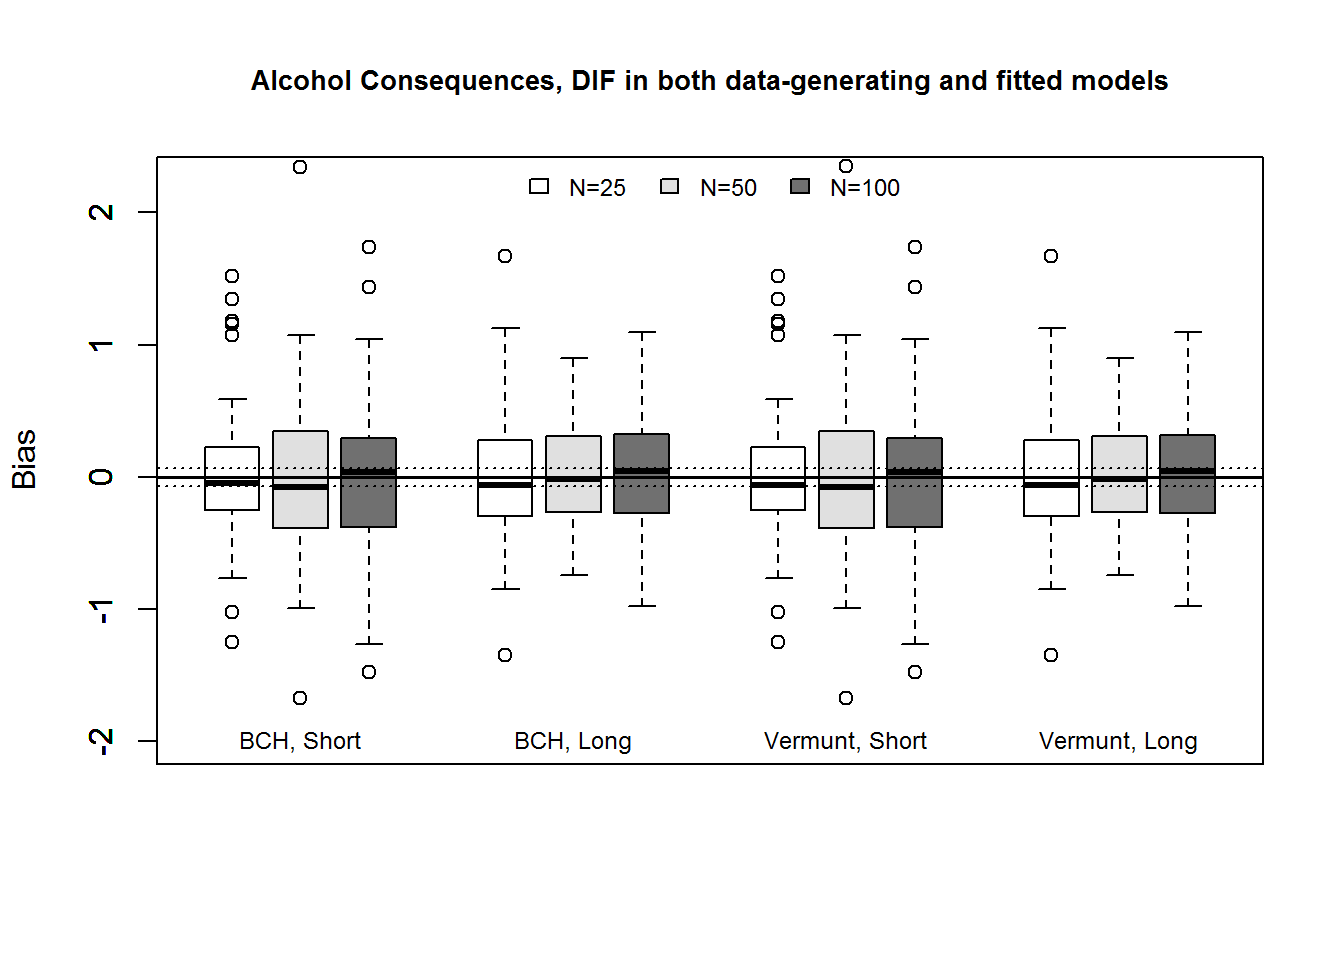 Alcohol Consequences, DIF in both data-generating and fitted models
N=25 N=50 N=100
Bias
2
1
0
-1
-2
BCH, Short BCH, Long Vermunt, Short Vermunt, Long